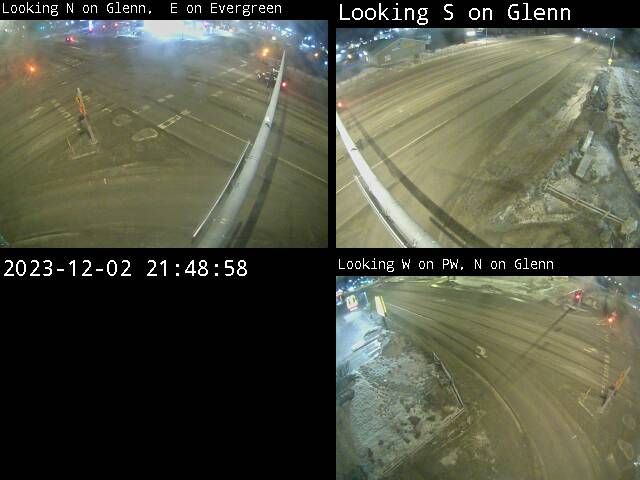 Looking N on Glenn,  E on Evergreen
Looking S on Glenn
2023-12-02 21:48:58
Looking W on PW, N on Glenn